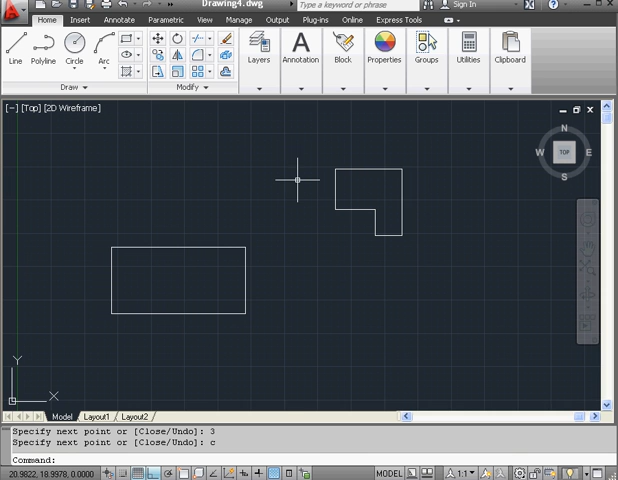 Drawing4.dwg
Type a keyword or phrase
Sign In
Home Insert Annotate Parametric View Manage Output Plug-ins Online Express Tools
Line Polyline Circle Arc
Layers Annotation Block Properties Groups Utilities Clipboard
Draw Modify
[−] [Top] [2D Wireframe]
N
W TOP E
S
Y
X
Model Layout1 Layout2
Specify next point or [Close/Undo]: 3
Specify next point or [Close/Undo]: c
Command:
20.9822, 18.9978, 0.0000 MODEL 1:1